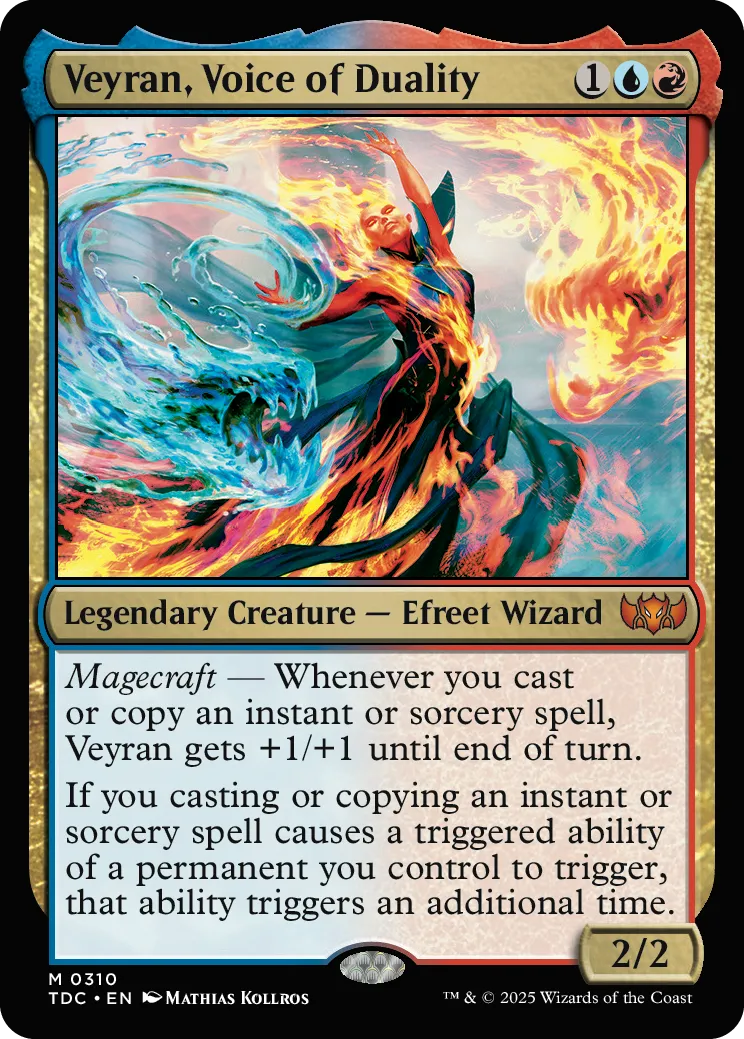 Veyran, Voice of Duality 1
Legendary Creature — Efreet Wizard
Magecraft — Whenever you cast
or copy an instant or sorcery spell,
Veyran gets +1/+1 until end of turn.
If you casting or copying an instant or
sorcery spell causes a triggered ability
of a permanent you control to trigger,
that ability triggers an additional time.
2/2
M 0310
TDC • EN Mathias Kollros
™ & © 2025 Wizards of the Coast